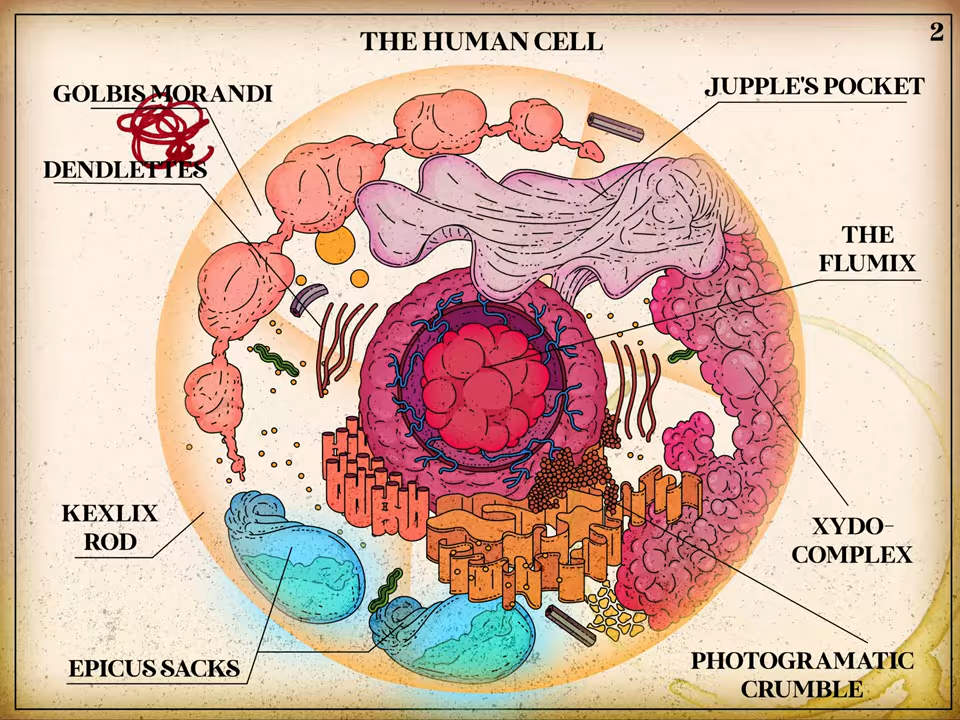 2
THE HUMAN CELL
GOLBIS MORANDI
JUPPLE'S POCKET
DENDLETTES
THE
FLUMIX
KEXLIX
ROD
XYDO-
COMPLEX
EPICUS SACKS
PHOTOGRAMATIC
CRUMBLE